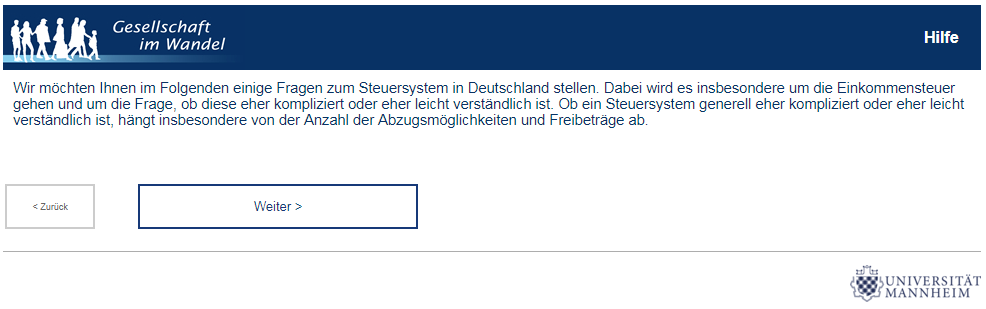 Gesellschaft
im Wandel
Hilfe
Wir möchten Ihnen im Folgenden einige Fragen zum Steuersystem in Deutschland stellen. Dabei wird es insbesondere um die Einkommensteuer
gehen und um die Frage, ob diese eher kompliziert oder eher leicht verständlich ist. Ob ein Steuersystem generell eher kompliziert oder eher leicht
verständlich ist, hängt insbesondere von der Anzahl der Abzugsmöglichkeiten und Freibeträge ab.
< Zurück
Weiter >
UNIVERSITÄT
MANNHEIM